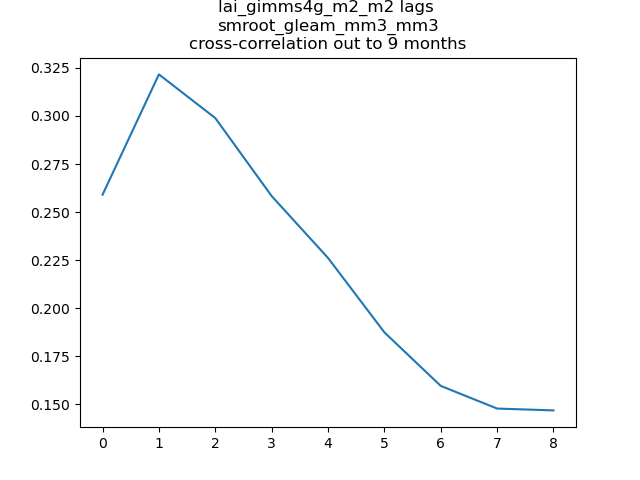 lai_gimms4g_m2_m2 lags
smroot_gleam_mm3_mm3
cross-correlation out to 9 months
0.325
0.300
0.275
0.250
0.225
0.200
0.175
0.150
0 1 2 3 4 5 6 7 8